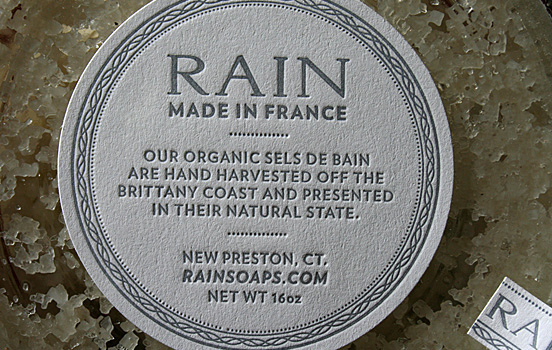 RAIN
MADE IN FRANCE
OUR ORGANIC SELS DE BAIN
ARE HAND HARVESTED OFF THE
BRITTANY COAST AND PRESENTED
IN THEIR NATURAL STATE.
NEW PRESTON, CT.
RAINSOAPS.COM
NET WT 16oz
RA